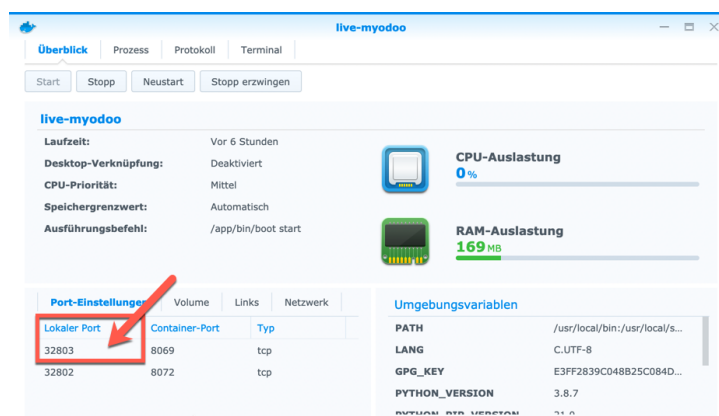 live-myodoo
Überblick Prozess Protokoll Terminal
Start Stopp Neustart Stopp erzwingen
live-myodoo
Laufzeit: Vor 6 Stunden
Desktop-Verknüpfung: Deaktiviert
CPU-Priorität: Mittel
Speichergrenzwert: Automatisch
Ausführungsbefehl: /app/bin/boot start
CPU-Auslastung
0 %
RAM-Auslastung
169 MB
Port-Einstellungen Volume Links Netzwerk
Lokaler Port Container-Port Typ
32803 8069 tcp
32802 8072 tcp
Umgebungsvariablen
PATH /usr/local/bin:/usr/local/s...
LANG C.UTF-8
GPG_KEY E3FF2839C048B25C084D...
PYTHON_VERSION 3.8.7
PYTHON_PIP_VERSION 21.0